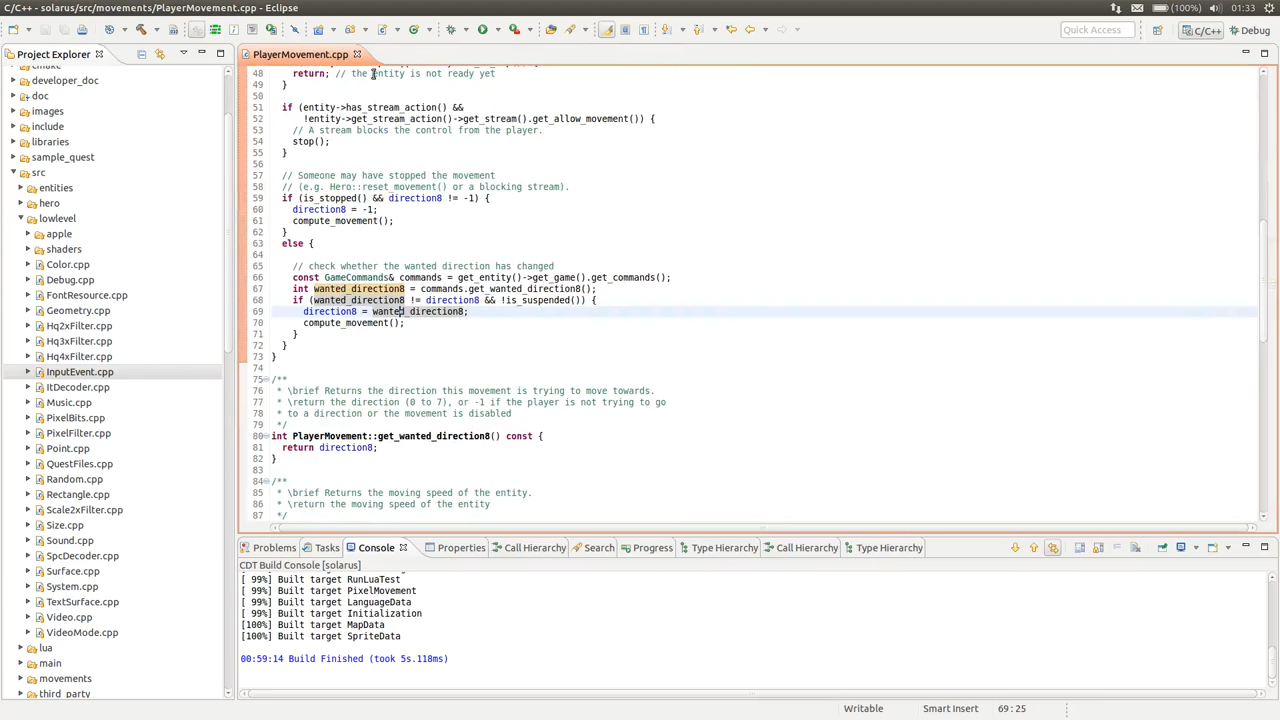 C/C++ - solarus/src/movements/PlayerMovement.cpp - Eclipse
(100%)
01:33
Quick Access
C/C++
Debug
Project Explorer
developer_doc
doc
images
include
libraries
sample_quest
src
entities
hero
lowlevel
apple
shaders
Color.cpp
Debug.cpp
FontResource.cpp
Geometry.cpp
Hq2xFilter.cpp
Hq3xFilter.cpp
Hq4xFilter.cpp
InputEvent.cpp
ItDecoder.cpp
Music.cpp
PixelBits.cpp
PixelFilter.cpp
Point.cpp
QuestFiles.cpp
Random.cpp
Rectangle.cpp
Scale2xFilter.cpp
Size.cpp
Sound.cpp
SpcDecoder.cpp
Surface.cpp
System.cpp
TextSurface.cpp
Video.cpp
VideoMode.cpp
lua
main
movements
third_party
PlayerMovement.cpp
48 return; // the entity is not ready yet
49 }
50
51 if (entity->has_stream_action() &&
52 !entity->get_stream_action()->get_stream().get_allow_movement()) {
53 // A stream blocks the control from the player.
54 stop();
55 }
56
57 // Someone may have stopped the movement
58 // (e.g. Hero::reset_movement() or a blocking stream).
59 if (is_stopped() && direction8 != -1) {
60 direction8 = -1;
61 compute_movement();
62 }
63 else {
64
65 // check whether the wanted direction has changed
66 const GameCommands& commands = get_entity()->get_game().get_commands();
67 int wanted_direction8 = commands.get_wanted_direction8();
68 if (wanted_direction8 != direction8 && !is_suspended()) {
69 direction8 = wanted_direction8;
70 compute_movement();
71 }
72 }
73 }
74
75 /**
76 * \brief Returns the direction this movement is trying to move towards.
77 * \return the direction (0 to 7), or -1 if the player is not trying to go
78 * to a direction or the movement is disabled
79 */
80 int PlayerMovement::get_wanted_direction8() const {
81 return direction8;
82 }
83
84 /**
85 * \brief Returns the moving speed of the entity.
86 * \return the moving speed of the entity
87 */
Problems Tasks Console Properties Call Hierarchy Search Progress Type Hierarchy Call Hierarchy Type Hierarchy
CDT Build Console [solarus]
[ 99%] Built target RunLuaTest
[ 99%] Built target PixelMovement
[ 99%] Built target LanguageData
[ 99%] Built target Initialization
[100%] Built target MapData
[100%] Built target SpriteData
00:59:14 Build Finished (took 5s.118ms)
Writable Smart Insert 69 : 25